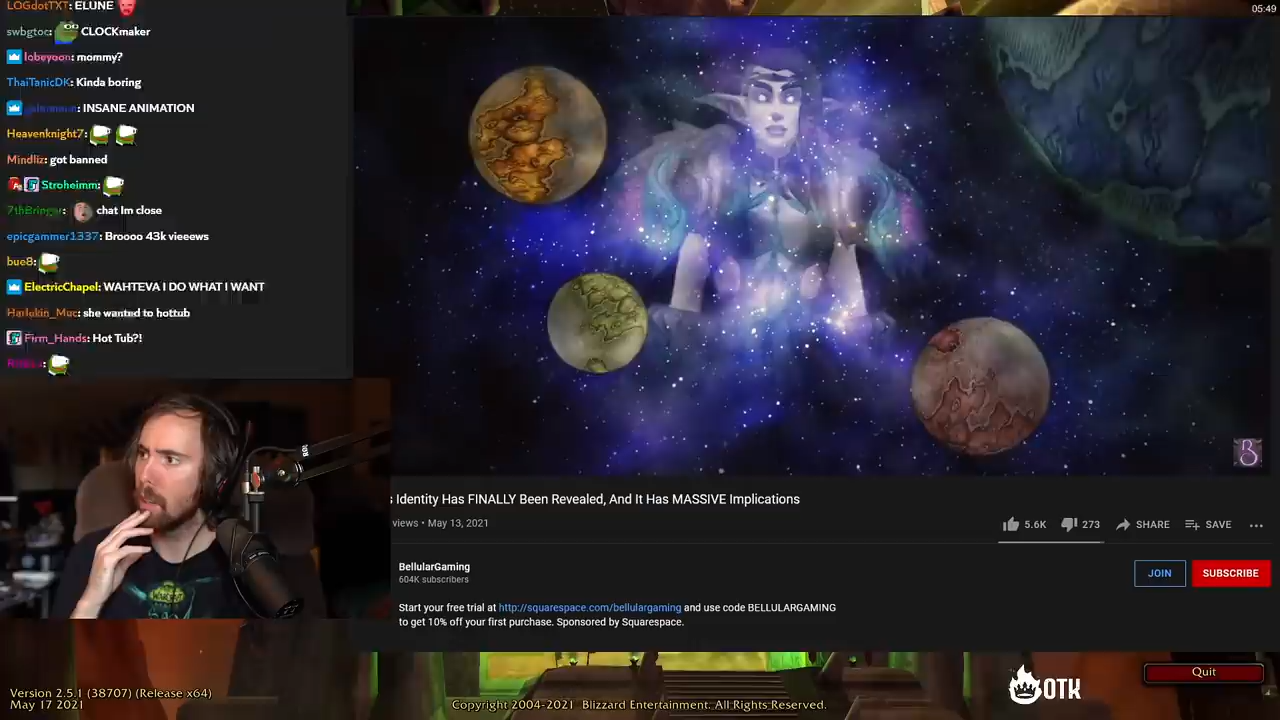 LOGdotTXT: ELUNE
05:49
swbgtoc: CLOCKmaker
lobeyoon: mommy?
ThaiTanicDK: Kinda boring
: INSANE ANIMATION
Heavenknight7:
Mindliz: got banned
Stroheimm:
7thBringer: chat Im close
epicgammer1337: Broooo 43k vieeews
bue8:
ElectricChapel: WAHTEVA I DO WHAT I WANT
: she wanted to hottub
Firm_Hands: Hot Tub?!
B
Identity Has FINALLY Been Revealed, And It Has MASSIVE Implications
views • May 13, 2021
5.6K 273 SHARE SAVE
BellularGaming
604K subscribers
JOIN SUBSCRIBE
Start your free trial at http://squarespace.com/bellulargaming and use code BELLULARGAMING
to get 10% off your first purchase. Sponsored by Squarespace.
OTK
Quit
Version 2.5.1 (38707) (Release x64)
May 17 2021
Copyright 2004-2021 Blizzard Entertainment. All Rights Reserved.